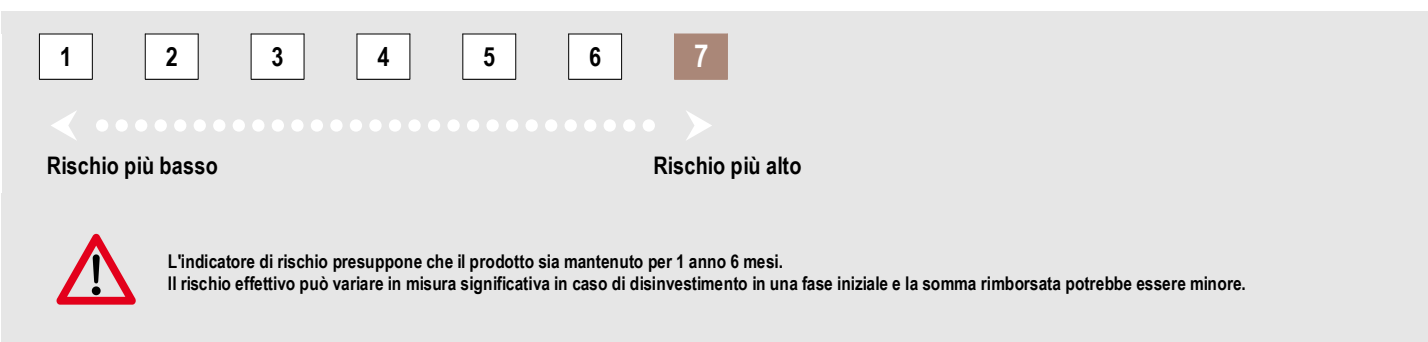 1 2 3 4 5 6 7
Rischio più basso Rischio più alto
L'indicatore di rischio presuppone che il prodotto sia mantenuto per 1 anno 6 mesi.
Il rischio effettivo può variare in misura significativa in caso di disinvestimento in una fase iniziale e la somma rimborsata potrebbe essere minore.